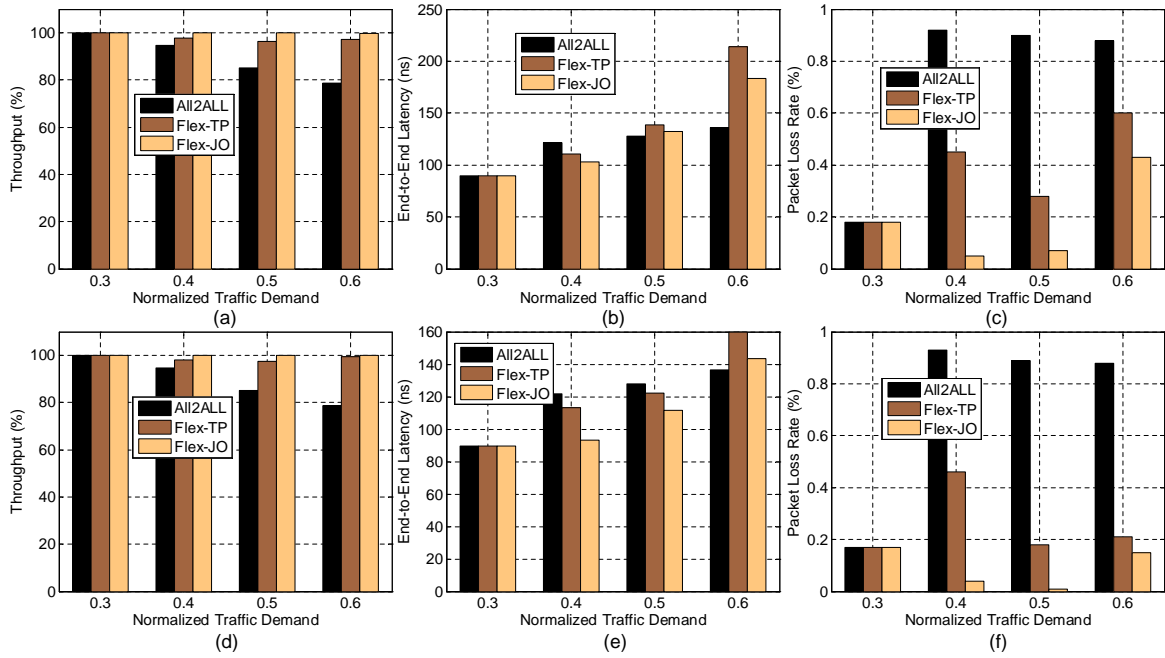 Throughput (%)
100
80
60
40
20
0
All2ALL
Flex-TP
Flex-JO
0.3 0.4 0.5 0.6
Normalized Traffic Demand
(a)
End-to-End Latency (ns)
250
200
150
100
50
0
All2ALL
Flex-TP
Flex-JO
0.3 0.4 0.5 0.6
Normalized Traffic Demand
(b)
Packet Loss Rate (%)
1
0.8
0.6
0.4
0.2
0
All2ALL
Flex-TP
Flex-JO
0.3 0.4 0.5 0.6
Normalized Traffic Demand
(c)
Throughput (%)
100
80
60
40
20
0
All2ALL
Flex-TP
Flex-JO
0.3 0.4 0.5 0.6
Normalized Traffic Demand
(d)
End-to-End Latency (ns)
160
140
120
100
80
60
40
20
0
All2ALL
Flex-TP
Flex-JO
0.3 0.4 0.5 0.6
Normalized Traffic Demand
(e)
Packet Loss Rate (%)
1
0.8
0.6
0.4
0.2
0
All2ALL
Flex-TP
Flex-JO
0.3 0.4 0.5 0.6
Normalized Traffic Demand
(f)